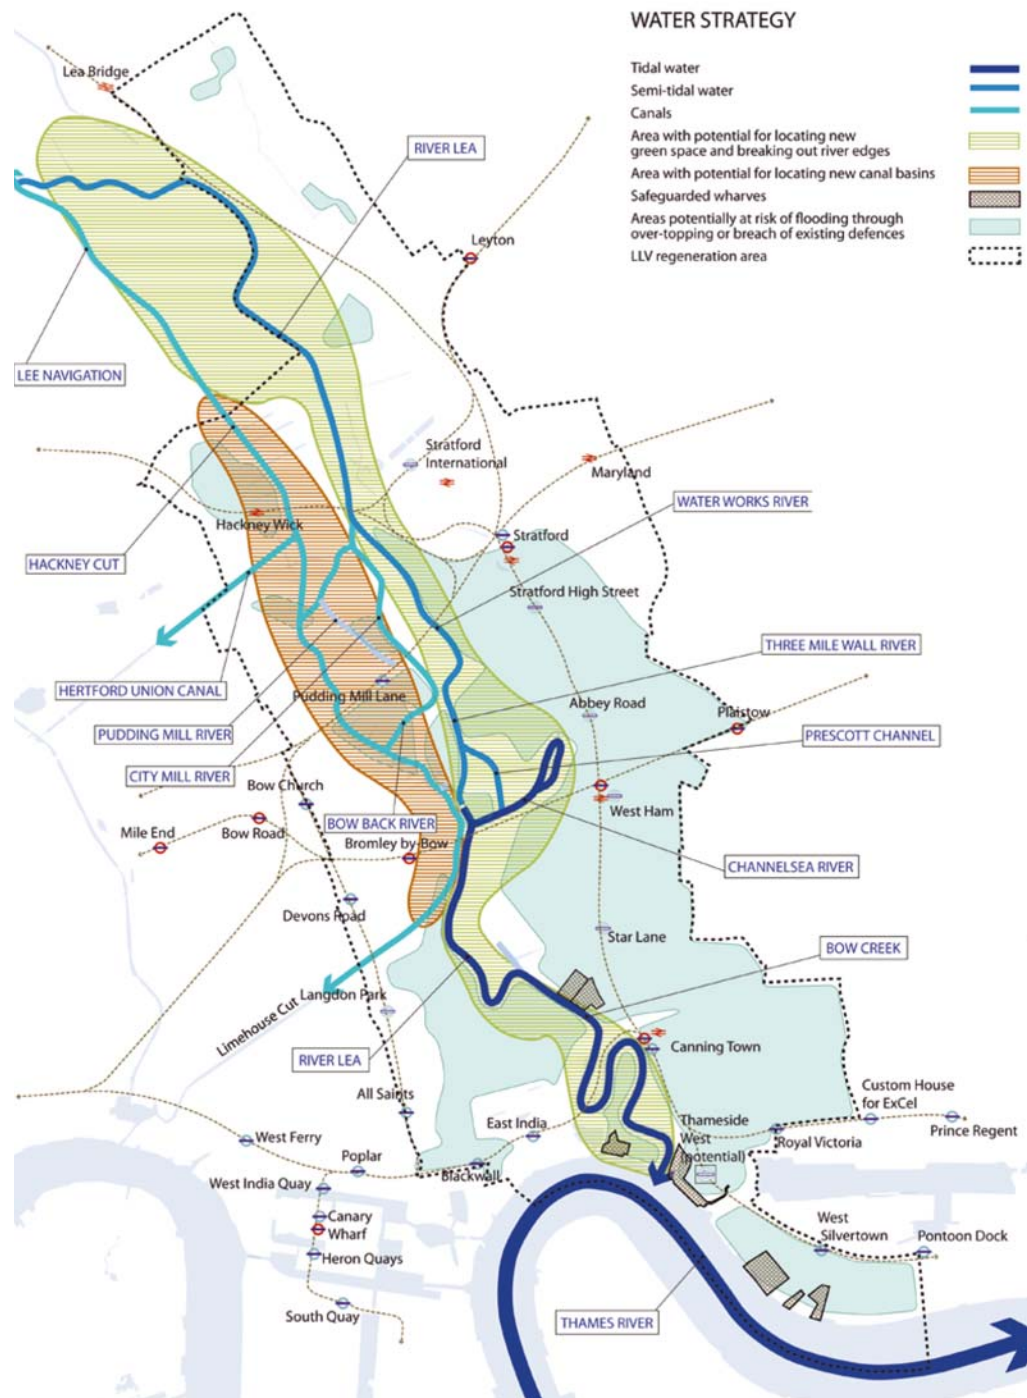 WATER STRATEGY
Tidal water
Semi-tidal water
Canals
Area with potential for locating new
green space and breaking out river edges
Area with potential for locating new canal basins
Safeguarded wharves
Areas potentially at risk of flooding through
over-topping or breach of existing defences
LLV regeneration area
Lea Bridge
RIVER LEA
Leyton
LEE NAVIGATION
Stratford
International
Maryland
WATER WORKS RIVER
Hackney Wick
Stratford
HACKNEY CUT
Stratford High Street
THREE MILE WALL RIVER
HERTFORD UNION CANAL
Pudding Mill Lane
Abbey Road
Plaistow
PUDDING MILL RIVER
PRESCOTT CHANNEL
CITY MILL RIVER
Bow Church
West Ham
Mile End
Bow Road
BOW BACK RIVER
Bromley by Bow
CHANNELSEA RIVER
Devons Road
Star Lane
BOW CREEK
Langdon Park
Limehouse Cut
RIVER LEA
Canning Town
All Saints
Custom House
for ExCel
East India
Thameside
West
(potential)
Royal Victoria
Prince Regent
West Ferry
Poplar
Blackwall
West India Quay
Canary
Wharf
West
Silvertown
Pontoon Dock
Heron Quays
South Quay
THAMES RIVER